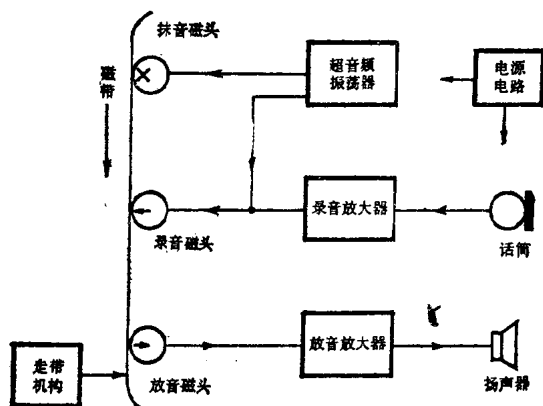 抹音磁头
超音频
振荡器
电源
电路
磁带
录音放大器
录音磁头
话筒
放音放大器
走带
机构
放音磁头
扬声器